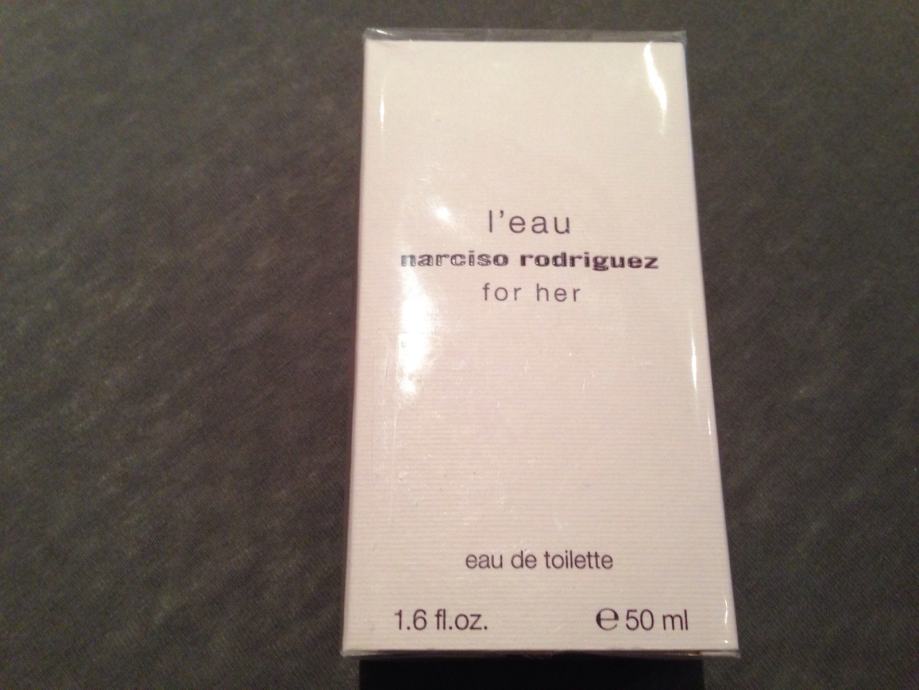 l'eau
narciso rodriguez
for her
eau de toilette
1.6 fl.oz. ℮ 50 ml